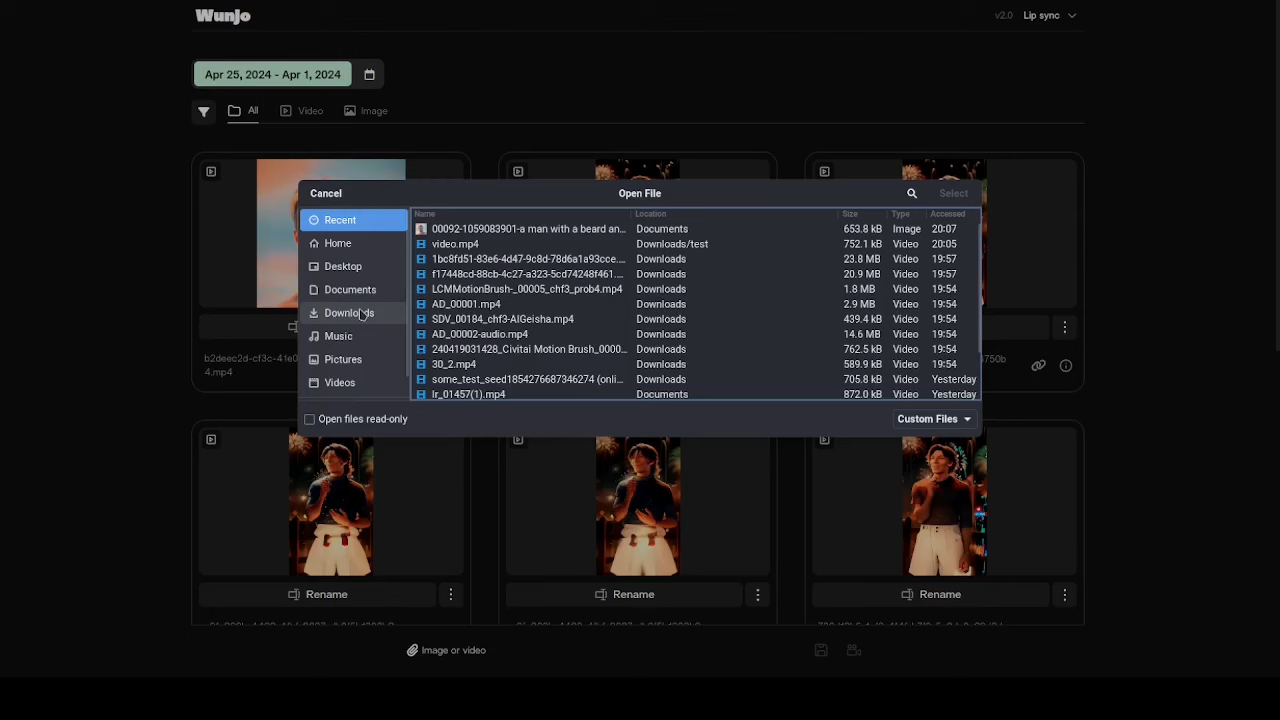 Wunjo
v2.0 Lip sync
Apr 25, 2024 - Apr 1, 2024
All Video Image
Cancel Open File Select
Recent
Home
Desktop
Documents
Downloads
Music
Pictures
Videos
Name Location Size Type Accessed
00092-1059083901-a man with a beard an... Documents 653.8 kB Image 20:07
video.mp4 Downloads/test 752.1 kB Video 20:05
1bc8fd51-83e6-4d47-9c8d-78d6a1a93cce.... Downloads 23.8 MB Video 19:57
f17448cd-88cb-4c27-a323-5cd74248f461.... Downloads 20.9 MB Video 19:57
LCMMotionBrush-_00005_chf3_prob4.mp4 Downloads 1.8 MB Video 19:54
AD_00001.mp4 Downloads 2.9 MB Video 19:54
SDV_00184_chf3-AIGeisha.mp4 Downloads 439.4 kB Video 19:54
AD_00002-audio.mp4 Downloads 14.6 MB Video 19:54
240419031428_Civitai Motion Brush_0000... Downloads 762.5 kB Video 19:54
30_2.mp4 Downloads 589.9 kB Video 19:54
some_test_seed1854276687346274 (onli... Downloads 705.8 kB Video Yesterday
lr_01457(1).mp4 Documents 872.0 kB Video Yesterday
Open files read-only Custom Files
b2deec2d-cf3c-41e0
4.mp4
4750b
Rename Rename Rename
Image or video